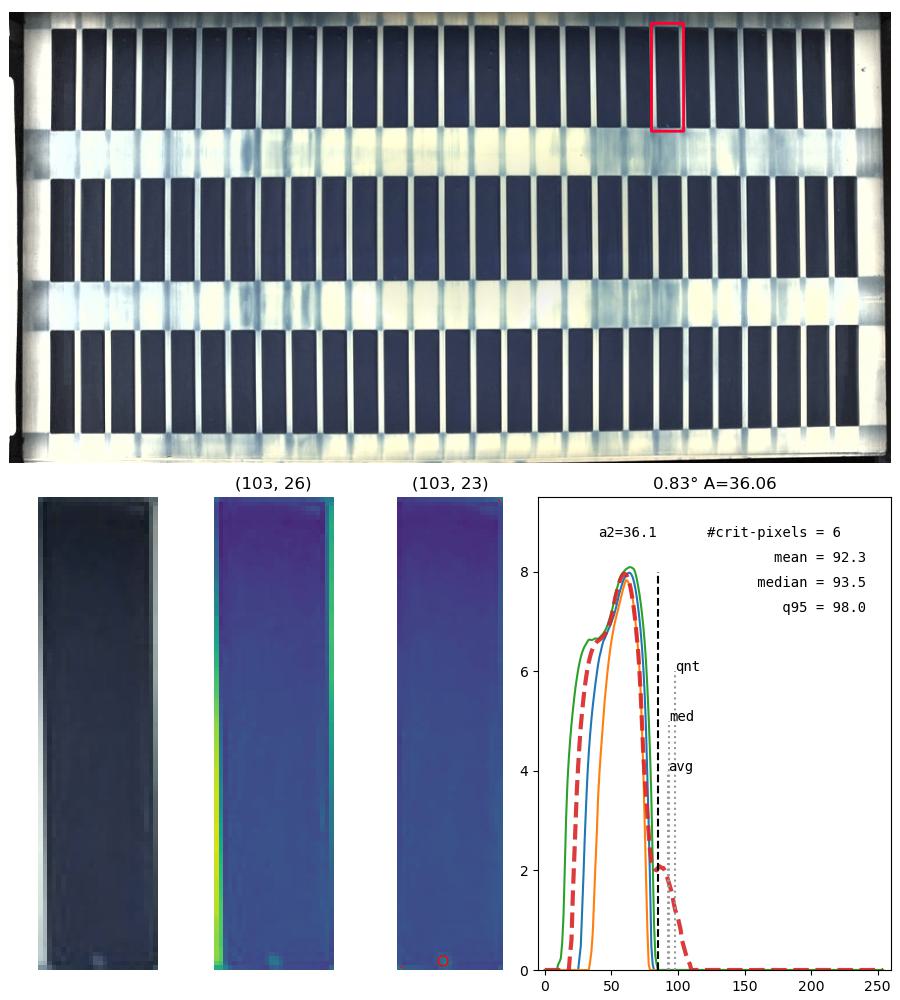 (103, 26)
(103, 23)
0.83° A=36.06
a2=36.1
#crit-pixels = 6
mean = 92.3
median = 93.5
q95 = 98.0
qnt
med
avg
8
6
4
2
0
0 50 100 150 200 250